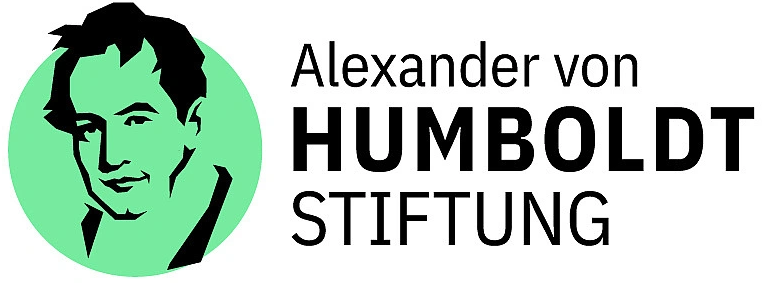 Alexander von
HUMBOLDT
STIFTUNG